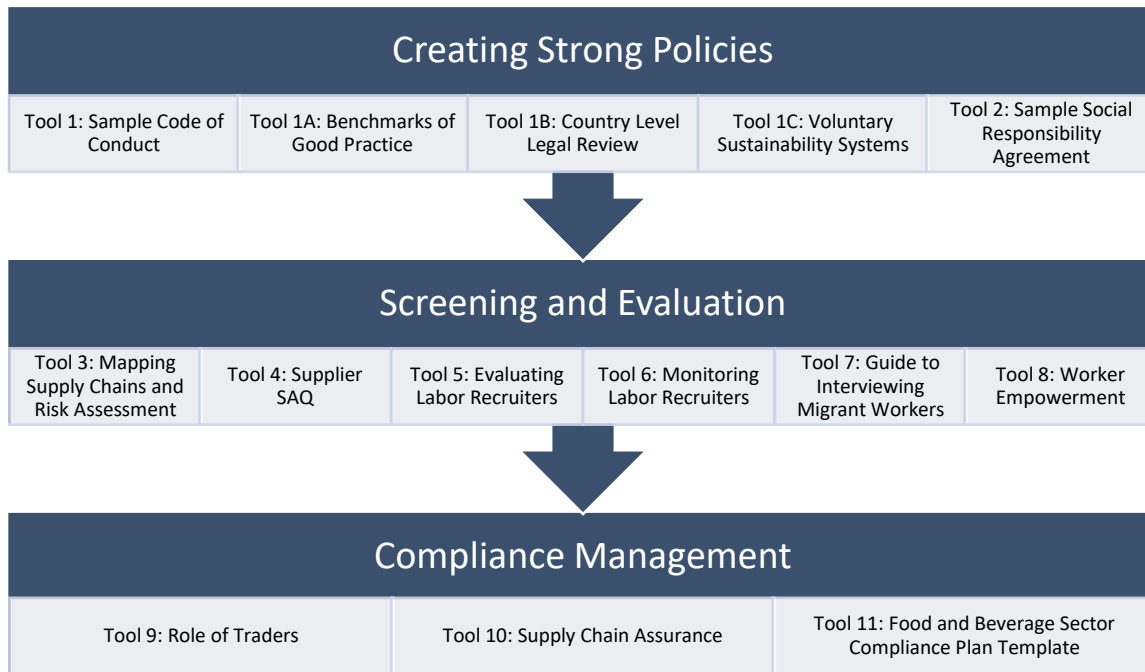 Creating Strong Policies
Tool 1: Sample Code of
Conduct
Tool 1A: Benchmarks of
Good Practice
Tool 1B: Country Level
Legal Review
Tool 1C: Voluntary
Sustainability Systems
Tool 2: Sample Social
Responsibility
Agreement
Screening and Evaluation
Tool 3: Mapping
Supply Chains and
Risk Assessment
Tool 4: Supplier
SAQ
Tool 5: Evaluating
Labor Recruiters
Tool 6: Monitoring
Labor Recruiters
Tool 7: Guide to
Interviewing
Migrant Workers
Tool 8: Worker
Empowerment
Compliance Management
Tool 9: Role of Traders
Tool 10: Supply Chain Assurance
Tool 11: Food and Beverage Sector
Compliance Plan Template